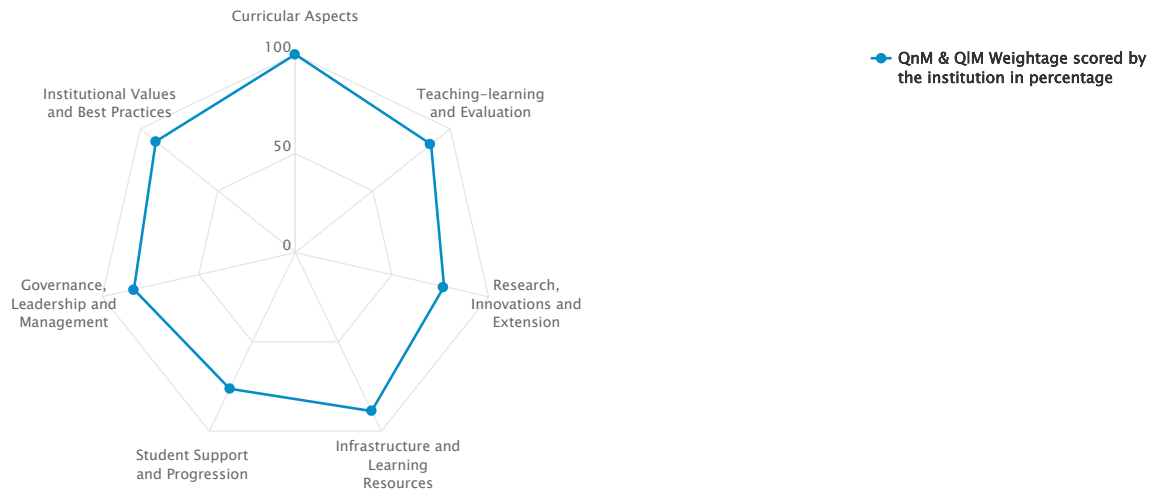 Curricular Aspects
100
50
0
Teaching-learning
and Evaluation
Research,
Innovations and
Extension
Infrastructure and
Learning
Resources
Student Support
and Progression
Governance,
Leadership and
Management
Institutional Values
and Best Practices
QnM & QlM Weightage scored by
the institution in percentage